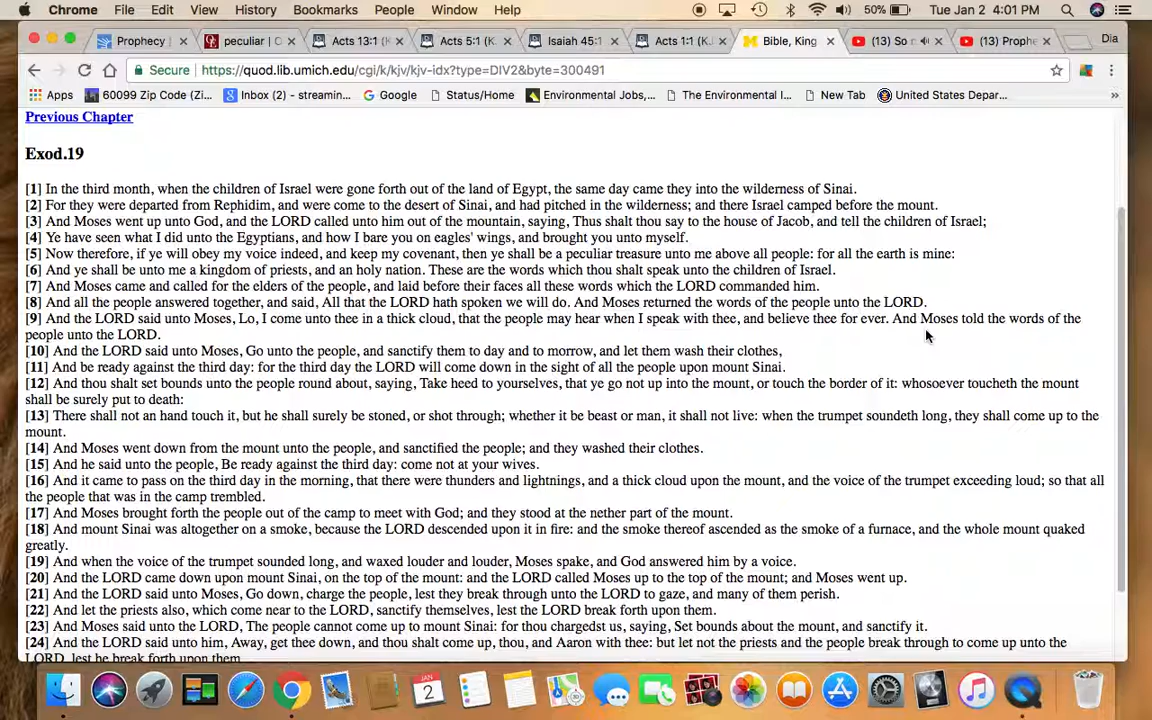 Chrome File Edit View History Bookmarks People Window Help 50% Tue Jan 2 4:01 PM
Prophecy peculiar | Acts 13:1 (K Acts 5:1 (K. Isaiah 45:1 Acts 1:1 (K.J Bible, King (13) So n (13) Prophe Dia
Secure https://quod.lib.umich.edu/cgi/k/kjv/kjv-idx?type=DIV2&byte=300491
Apps 60099 Zip Code (Zi... Inbox (2) - streamin... Google Status/Home Environmental Jobs,... The Environmental I... New Tab United States Depar... »
Previous Chapter
Exod.19
[1] In the third month, when the children of Israel were gone forth out of the land of Egypt, the same day came they into the wilderness of Sinai.
[2] For they were departed from Rephidim, and were come to the desert of Sinai, and had pitched in the wilderness; and there Israel camped before the mount.
[3] And Moses went up unto God, and the LORD called unto him out of the mountain, saying, Thus shalt thou say to the house of Jacob, and tell the children of Israel;
[4] Ye have seen what I did unto the Egyptians, and how I bare you on eagles' wings, and brought you unto myself.
[5] Now therefore, if ye will obey my voice indeed, and keep my covenant, then ye shall be a peculiar treasure unto me above all people: for all the earth is mine:
[6] And ye shall be unto me a kingdom of priests, and an holy nation. These are the words which thou shalt speak unto the children of Israel.
[7] And Moses came and called for the elders of the people, and laid before their faces all these words which the LORD commanded him.
[8] And all the people answered together, and said, All that the LORD hath spoken we will do. And Moses returned the words of the people unto the LORD.
[9] And the LORD said unto Moses, Lo, I come unto thee in a thick cloud, that the people may hear when I speak with thee, and believe thee for ever. And Moses told the words of the
people unto the LORD.
[10] And the LORD said unto Moses, Go unto the people, and sanctify them to day and to morrow, and let them wash their clothes,
[11] And be ready against the third day: for the third day the LORD will come down in the sight of all the people upon mount Sinai.
[12] And thou shalt set bounds unto the people round about, saying, Take heed to yourselves, that ye go not up into the mount, or touch the border of it: whosoever toucheth the mount
shall be surely put to death:
[13] There shall not an hand touch it, but he shall surely be stoned, or shot through; whether it be beast or man, it shall not live: when the trumpet soundeth long, they shall come up to the
mount.
[14] And Moses went down from the mount unto the people, and sanctified the people; and they washed their clothes.
[15] And he said unto the people, Be ready against the third day: come not at your wives.
[16] And it came to pass on the third day in the morning, that there were thunders and lightnings, and a thick cloud upon the mount, and the voice of the trumpet exceeding loud; so that all
the people that was in the camp trembled.
[17] And Moses brought forth the people out of the camp to meet with God; and they stood at the nether part of the mount.
[18] And mount Sinai was altogether on a smoke, because the LORD descended upon it in fire: and the smoke thereof ascended as the smoke of a furnace, and the whole mount quaked
greatly.
[19] And when the voice of the trumpet sounded long, and waxed louder and louder, Moses spake, and God answered him by a voice.
[20] And the LORD came down upon mount Sinai, on the top of the mount: and the LORD called Moses up to the top of the mount; and Moses went up.
[21] And the LORD said unto Moses, Go down, charge the people, lest they break through unto the LORD to gaze, and many of them perish.
[22] And let the priests also, which come near to the LORD, sanctify themselves, lest the LORD break forth upon them.
[23] And Moses said unto the LORD, The people cannot come up to mount Sinai: for thou chargedst us, saying, Set bounds about the mount, and sanctify it.
[24] And the LORD said unto him, Away, get thee down, and thou shalt come up, thou, and Aaron with thee: but let not the priests and the people break through to come up unto the
LORD, lest he break forth upon them
JAN
2